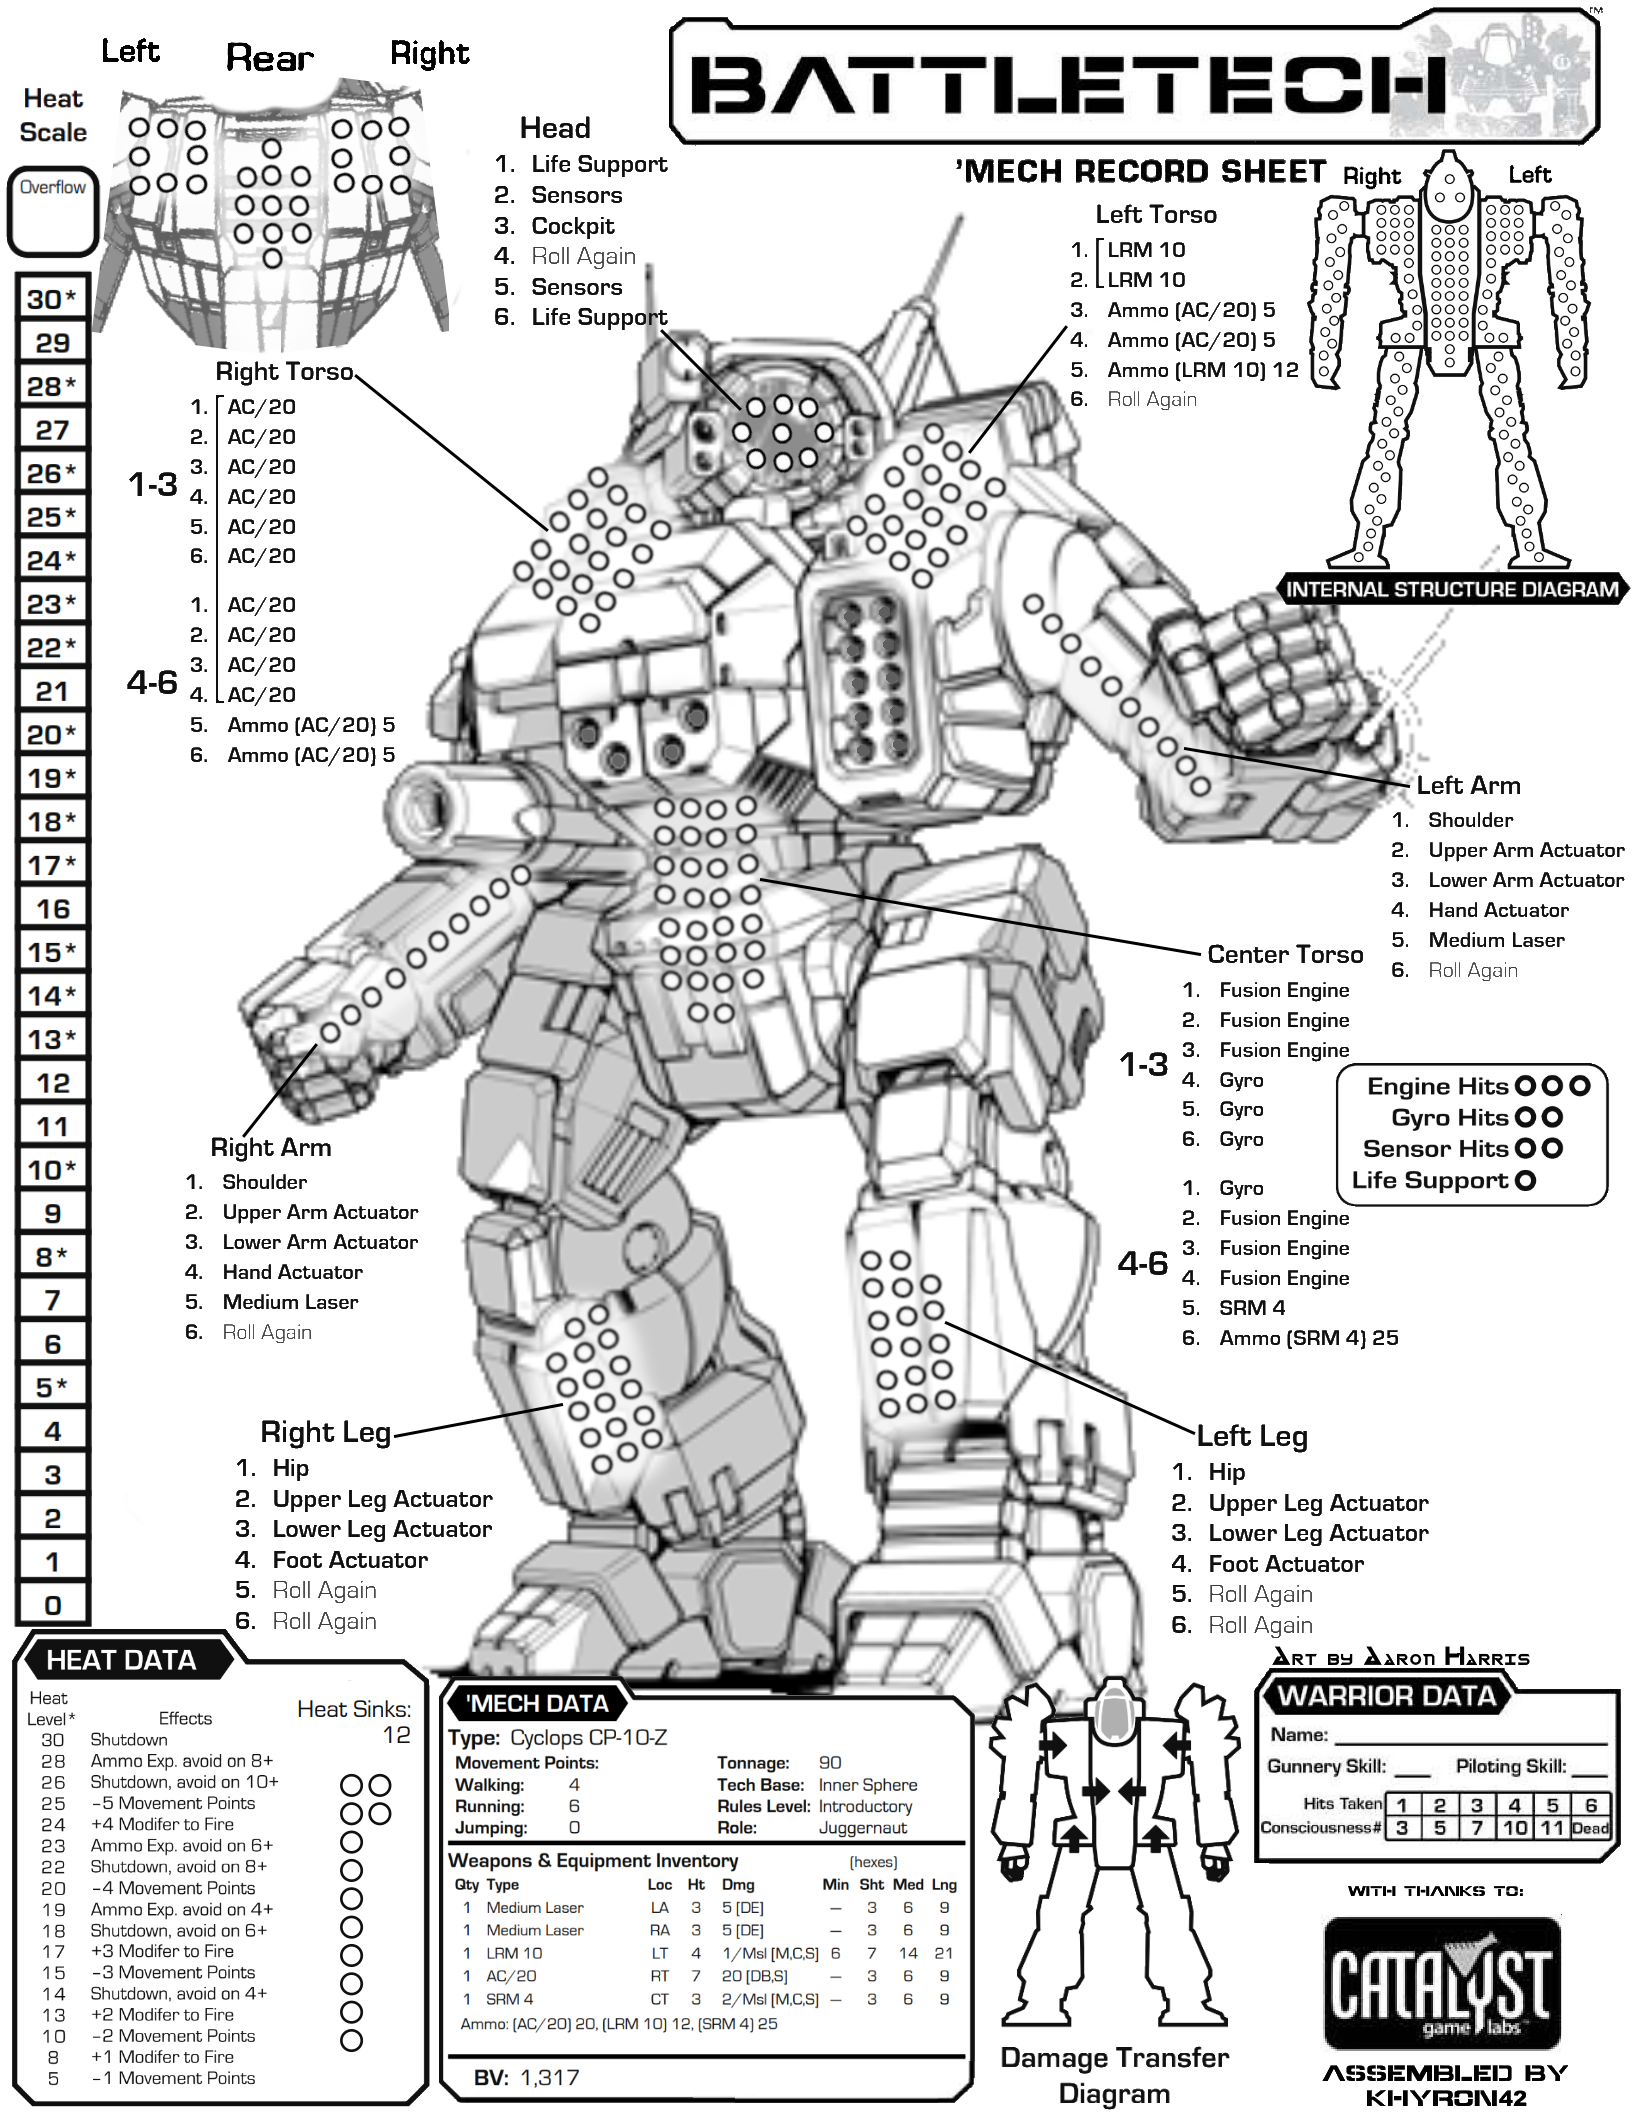 BATTLETECH ™
'MECH RECORD SHEET
Left Rear Right
Heat
Scale
Overflow
30*
29
28*
27
26*
25*
24*
23*
22*
21
20*
19*
18*
17*
16
15*
14*
13*
12
11
10*
9
8*
7
6
5*
4
3
2
1
0
Head
1. Life Support
2. Sensors
3. Cockpit
4. Roll Again
5. Sensors
6. Life Support
Left Torso
1. LRM 10
2. LRM 10
3. Ammo (AC/20) 5
4. Ammo (AC/20) 5
5. Ammo (LRM 10) 12
6. Roll Again
Right Left
INTERNAL STRUCTURE DIAGRAM
Right Torso
1-3
1. AC/20
2. AC/20
3. AC/20
4. AC/20
5. AC/20
6. AC/20
4-6
1. AC/20
2. AC/20
3. AC/20
4. AC/20
5. Ammo (AC/20) 5
6. Ammo (AC/20) 5
Left Arm
1. Shoulder
2. Upper Arm Actuator
3. Lower Arm Actuator
4. Hand Actuator
5. Medium Laser
6. Roll Again
Center Torso
1-3
1. Fusion Engine
2. Fusion Engine
3. Fusion Engine
4. Gyro
5. Gyro
6. Gyro
4-6
1. Gyro
2. Fusion Engine
3. Fusion Engine
4. Fusion Engine
5. SRM 4
6. Ammo (SRM 4) 25
Engine Hits
Gyro Hits
Sensor Hits
Life Support
Right Arm
1. Shoulder
2. Upper Arm Actuator
3. Lower Arm Actuator
4. Hand Actuator
5. Medium Laser
6. Roll Again
Right Leg
1. Hip
2. Upper Leg Actuator
3. Lower Leg Actuator
4. Foot Actuator
5. Roll Again
6. Roll Again
Left Leg
1. Hip
2. Upper Leg Actuator
3. Lower Leg Actuator
4. Foot Actuator
5. Roll Again
6. Roll Again
Art by Aaron Harris
HEAT DATA
Heat
Level* Effects
Heat Sinks:
12
30 Shutdown
28 Ammo Exp. avoid on 8+
26 Shutdown, avoid on 10+
25 -5 Movement Points
24 +4 Modifer to Fire
23 Ammo Exp. avoid on 6+
22 Shutdown, avoid on 8+
20 -4 Movement Points
19 Ammo Exp. avoid on 4+
18 Shutdown, avoid on 6+
17 +3 Modifer to Fire
15 -3 Movement Points
14 Shutdown, avoid on 4+
13 +2 Modifer to Fire
10 -2 Movement Points
8 +1 Modifer to Fire
5 -1 Movement Points
'MECH DATA
Type: Cyclops CP-10-Z
Movement Points: Tonnage: 90
Walking: 4 Tech Base: Inner Sphere
Running: 6 Rules Level: Introductory
Jumping: 0 Role: Juggernaut
Weapons & Equipment Inventory (hexes)
Qty Type Loc Ht Dmg Min Sht Med Lng
1 Medium Laser LA 3 5 [DE] — 3 6 9
1 Medium Laser RA 3 5 [DE] — 3 6 9
1 LRM 10 LT 4 1/Msl [M,C,S] 6 7 14 21
1 AC/20 RT 7 20 [DB,S] — 3 6 9
1 SRM 4 CT 3 2/Msl [M,C,S] — 3 6 9
Ammo: (AC/20) 20, (LRM 10) 12, (SRM 4) 25
BV: 1,317
Damage Transfer
Diagram
WARRIOR DATA
Name:
Gunnery Skill: Piloting Skill:
Hits Taken 1 2 3 4 5 6
Consciousness# 3 5 7 10 11 Dead
WITH THANKS TO:
CATALYST
game labs
ASSEMBLED BY
KHYRON42